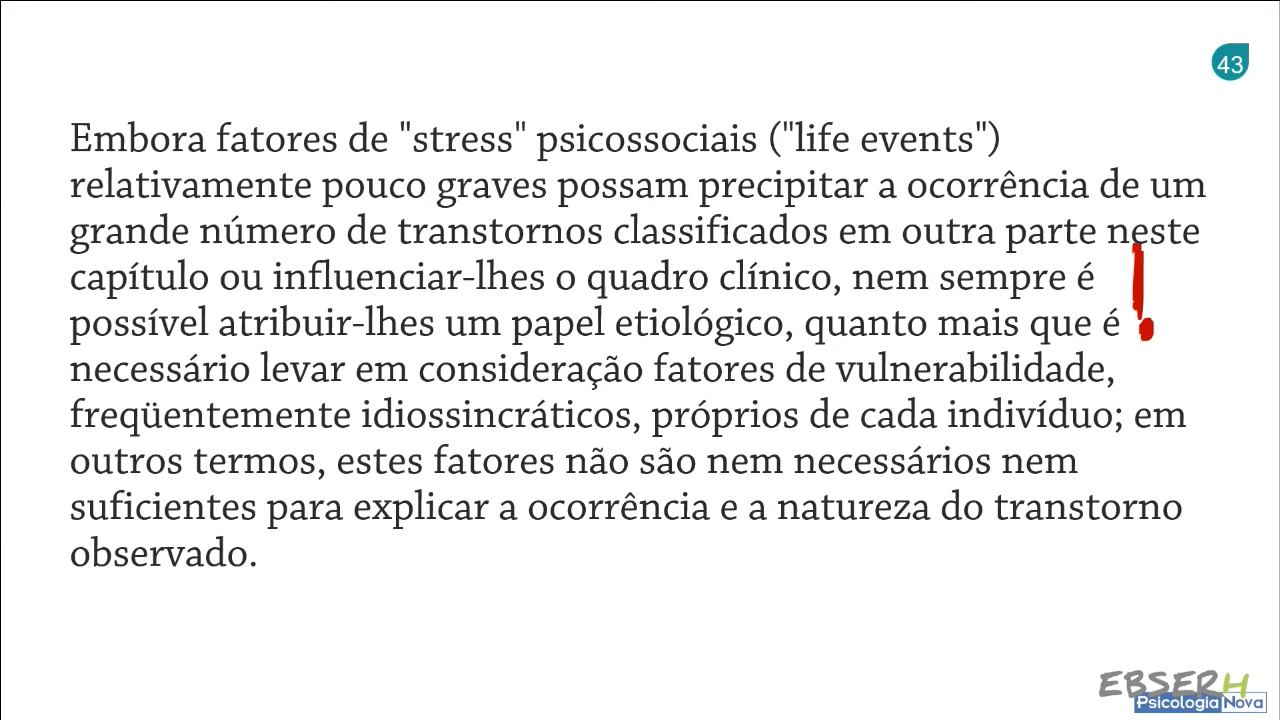 43
Embora fatores de "stress" psicossociais ("life events")
relativamente pouco graves possam precipitar a ocorrência de um
grande número de transtornos classificados em outra parte neste
capítulo ou influenciar-lhes o quadro clínico, nem sempre é
possível atribuir-lhes um papel etiológico, quanto mais que é
necessário levar em consideração fatores de vulnerabilidade,
freqüentemente idiossincráticos, próprios de cada indivíduo; em
outros termos, estes fatores não são nem necessários nem
suficientes para explicar a ocorrência e a natureza do transtorno
observado.
EBSERH
Psicologia Nova